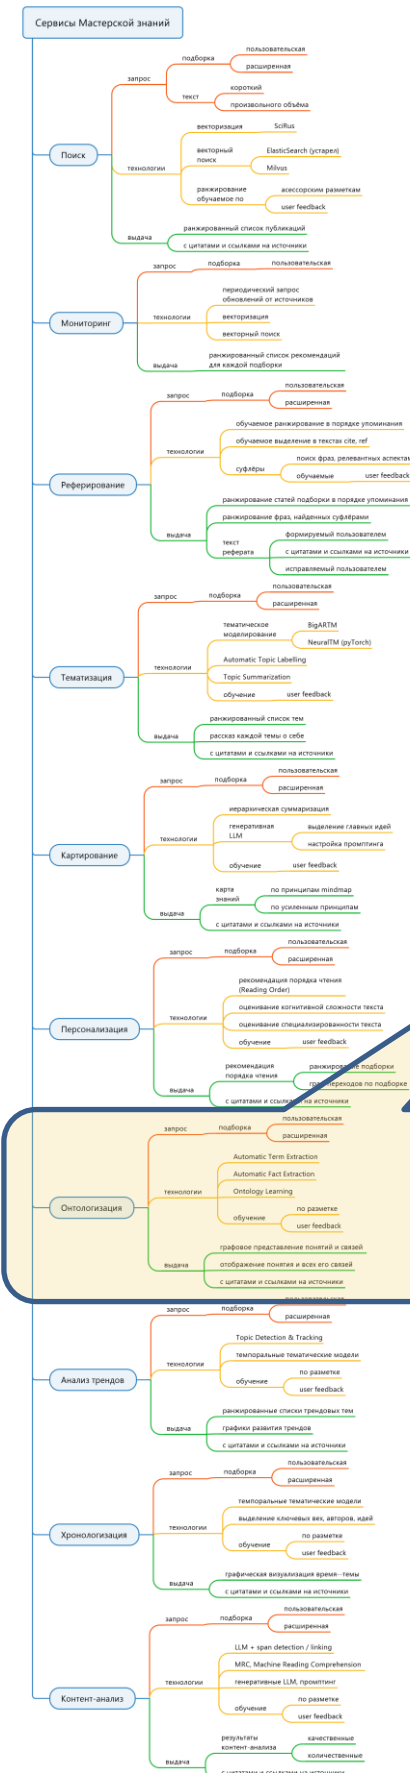 Сервисы Мастерской знаний
Поиск
запрос
подборка
пользовательская
расширенная
текст
короткий
произвольного объёма
технологии
векторизация
SciRus
векторный
поиск
ElasticSearch (устарел)
Milvus
ранжирование
обучаемое по
асессорским разметкам
user feedback
выдача
ранжированный список публикаций
с цитатами и ссылками на источники
Мониторинг
запрос
подборка
пользовательская
технологии
периодический запрос
обновлений от источников
векторизация
векторный поиск
выдача
ранжированный список рекомендаций
для каждой подборки
Реферирование
запрос
подборка
пользовательская
расширенная
технологии
обучаемое ранжирование в порядке упоминания
обучаемое выделение в текстах cite, ref
суфлёры
поиск фраз, релевантных аспектам
обучаемые
user feedback
выдача
ранжирование статей подборки в порядке упоминания
ранжирование фраз, найденных суфлёрами
текст
реферата
формируемый пользователем
с цитатами и ссылками на источники
исправляемый пользователем
Тематизация
запрос
подборка
пользовательская
расширенная
технологии
тематическое
моделирование
BigARTM
NeuralTM (pyTorch)
Automatic Topic Labelling
Topic Summarization
обучение
user feedback
выдача
ранжированный список тем
рассказ каждой темы о себе
с цитатами и ссылками на источники
Картирование
запрос
подборка
пользовательская
расширенная
технологии
иерархическая суммаризация
генеративная
LLM
выделение главных идей
настройка промптинга
обучение
user feedback
выдача
карта
знаний
по принципам mindmap
по усиленным принципам
с цитатами и ссылками на источники
Персонализация
запрос
подборка
пользовательская
расширенная
технологии
рекомендация порядка чтения
(Reading Order)
оценивание когнитивной сложности текста
оценивание специализированности текста
обучение
user feedback
выдача
рекомендация
порядка чтения
подборки
переходов по подборке
с цитатами и на источники
Онтологизация
запрос
подборка
пользовательская
расширенная
технологии
Automatic Term Extraction
Automatic Fact Extraction
Ontology Learning
обучение
по разметке
user feedback
выдача
графовое представление понятий и связей
отображение понятия и всех его связей
с цитатами и ссылками на источники
Анализ трендов
запрос
подборка
расширенная
технологии
Topic Detection & Tracking
темпоральные тематические модели
обучение
по разметке
user feedback
выдача
ранжированные списки трендовых тем
графики развития трендов
с цитатами и ссылками на источники
Хронологизация
запрос
подборка
пользовательская
расширенная
технологии
темпоральные тематические модели
выделение ключевых вех, авторов, идей
обучение
по разметке
user feedback
выдача
графическая визуализация время–темы
с цитатами и ссылками на источники
Контент-анализ
запрос
подборка
пользовательская
расширенная
технологии
LLM + span detection / linking
MRC, Machine Reading Comprehension
генеративные LLM, промптинг
обучение
по разметке
user feedback
выдача
результаты
контент-анализа
качественные
количественные
с цитатами и ссылками на источники